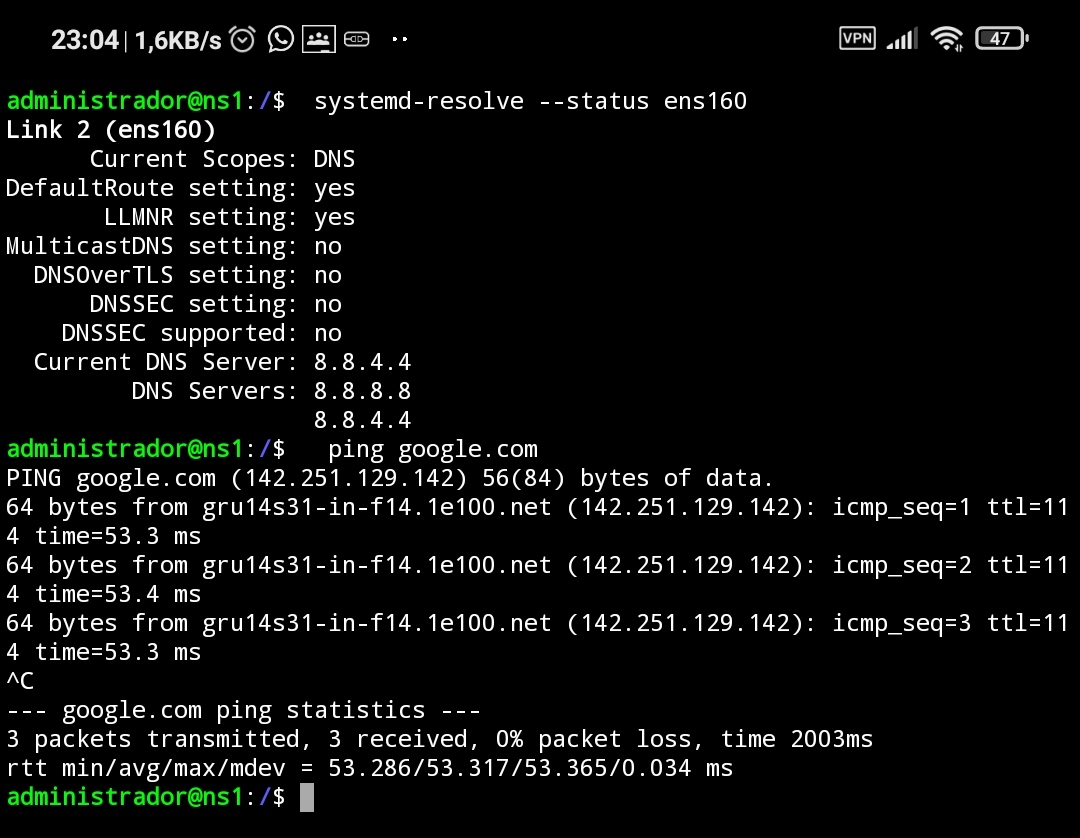 23:04 | 1,6KB/s VPN 47
administrador@ns1:/$  systemd-resolve --status ens160
Link 2 (ens160)
      Current Scopes: DNS
DefaultRoute setting: yes
       LLMNR setting: yes
MulticastDNS setting: no
  DNSOverTLS setting: no
      DNSSEC setting: no
    DNSSEC supported: no
  Current DNS Server: 8.8.4.4
         DNS Servers: 8.8.8.8
                      8.8.4.4
administrador@ns1:/$   ping google.com
PING google.com (142.251.129.142) 56(84) bytes of data.
64 bytes from gru14s31-in-f14.1e100.net (142.251.129.142): icmp_seq=1 ttl=11
4 time=53.3 ms
64 bytes from gru14s31-in-f14.1e100.net (142.251.129.142): icmp_seq=2 ttl=11
4 time=53.4 ms
64 bytes from gru14s31-in-f14.1e100.net (142.251.129.142): icmp_seq=3 ttl=11
4 time=53.3 ms
^C
--- google.com ping statistics ---
3 packets transmitted, 3 received, 0% packet loss, time 2003ms
rtt min/avg/max/mdev = 53.286/53.317/53.365/0.034 ms
administrador@ns1:/$